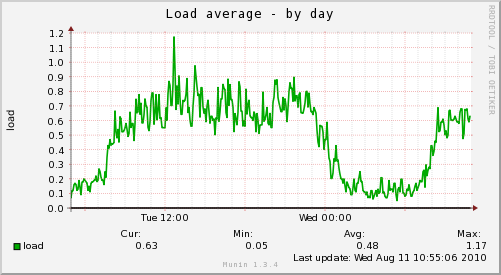 Load average - by day
RRDTOOL / TOBI OETIKER
load
1.2
1.1
1.0
0.9
0.8
0.7
0.6
0.5
0.4
0.3
0.2
0.1
0.0
Tue 12:00 Wed 00:00
Cur: Min: Avg: Max:
load 0.63 0.05 0.48 1.17
Last update: Wed Aug 11 10:55:06 2010
Munin 1.3.4